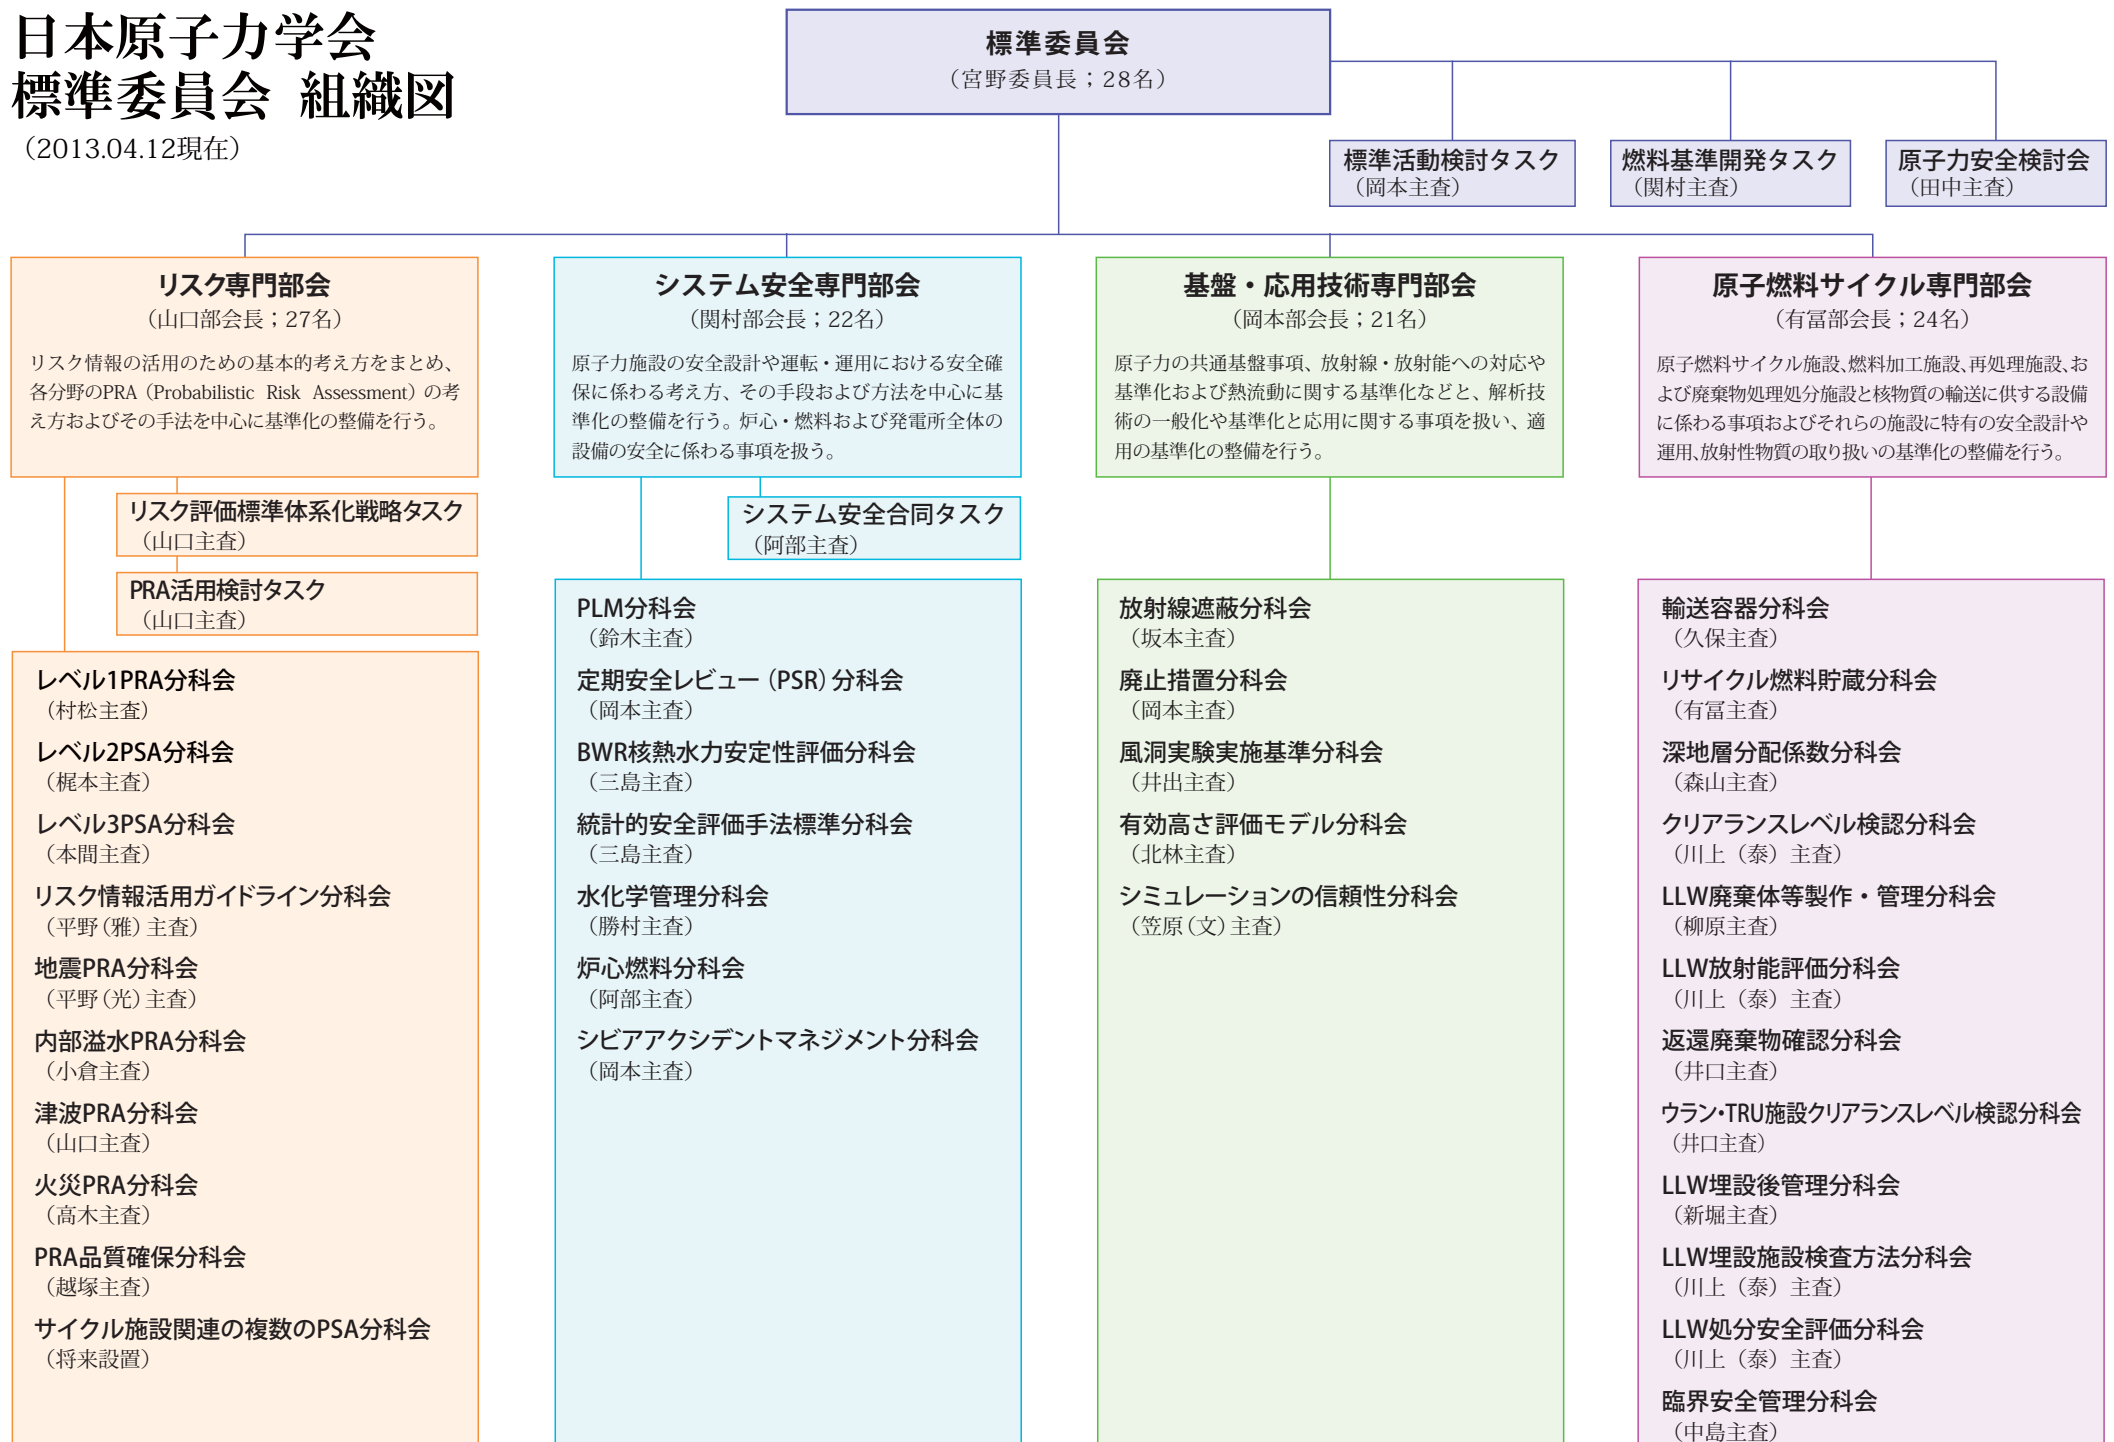 日本原子力学会
標準委員会 組織図
（2013.04.12現在）
標準委員会
（宮野委員長；28名）
標準活動検討タスク
（岡本主査）
燃料基準開発タスク
（関村主査）
原子力安全検討会
（田中主査）
リスク専門部会
（山口部会長；27名）
リスク情報の活用のための基本的考え方をまとめ、
各分野のPRA（Probabilistic Risk Assessment）の考
え方およびその手法を中心に基準化の整備を行う。
リスク評価標準体系化戦略タスク
（山口主査）
PRA活用検討タスク
（山口主査）
レベル1PRA分科会
（村松主査）
レベル2PSA分科会
（梶本主査）
レベル3PSA分科会
（本間主査）
リスク情報活用ガイドライン分科会
（平野（雅）主査）
地震PRA分科会
（平野（光）主査）
内部溢水PRA分科会
（小倉主査）
津波PRA分科会
（山口主査）
火災PRA分科会
（高木主査）
PRA品質確保分科会
（越塚主査）
サイクル施設関連の複数のPSA分科会
（将来設置）
システム安全専門部会
（関村部会長；22名）
原子力施設の安全設計や運転・運用における安全確
保に係わる考え方、その手段および方法を中心に基
準化の整備を行う。炉心・燃料および発電所全体の
設備の安全に係わる事項を扱う。
システム安全合同タスク
（阿部主査）
PLM分科会
（鈴木主査）
定期安全レビュー（PSR）分科会
（岡本主査）
BWR核熱水力安定性評価分科会
（三島主査）
統計的安全評価手法標準分科会
（三島主査）
水化学管理分科会
（勝村主査）
炉心燃料分科会
（阿部主査）
シビアアクシデントマネジメント分科会
（岡本主査）
基盤・応用技術専門部会
（岡本部会長；21名）
原子力の共通基盤事項、放射線・放射能への対応や
基準化および熱流動に関する基準化などと、解析技
術の一般化や基準化と応用に関する事項を扱い、適
用の基準化の整備を行う。
放射線遮蔽分科会
（坂本主査）
廃止措置分科会
（岡本主査）
風洞実験実施基準分科会
（井出主査）
有効高さ評価モデル分科会
（北林主査）
シミュレーションの信頼性分科会
（笠原（文）主査）
原子燃料サイクル専門部会
（有冨部会長；24名）
原子燃料サイクル施設、燃料加工施設、再処理施設、お
よび廃棄物処理処分施設と核物質の輸送に供する設備
に係わる事項およびそれらの施設に特有の安全設計や
運用、放射性物質の取り扱いの基準化の整備を行う。
輸送容器分科会
（久保主査）
リサイクル燃料貯蔵分科会
（有冨主査）
深地層分配係数分科会
（森山主査）
クリアランスレベル検認分科会
（川上（泰）主査）
LLW廃棄体等製作・管理分科会
（柳原主査）
LLW放射能評価分科会
（川上（泰）主査）
返還廃棄物確認分科会
（井口主査）
ウラン・TRU施設クリアランスレベル検認分科会
（井口主査）
LLW埋設後管理分科会
（新堀主査）
LLW埋設施設検査方法分科会
（川上（泰）主査）
LLW処分安全評価分科会
（川上（泰）主査）
臨界安全管理分科会
（中島主査）